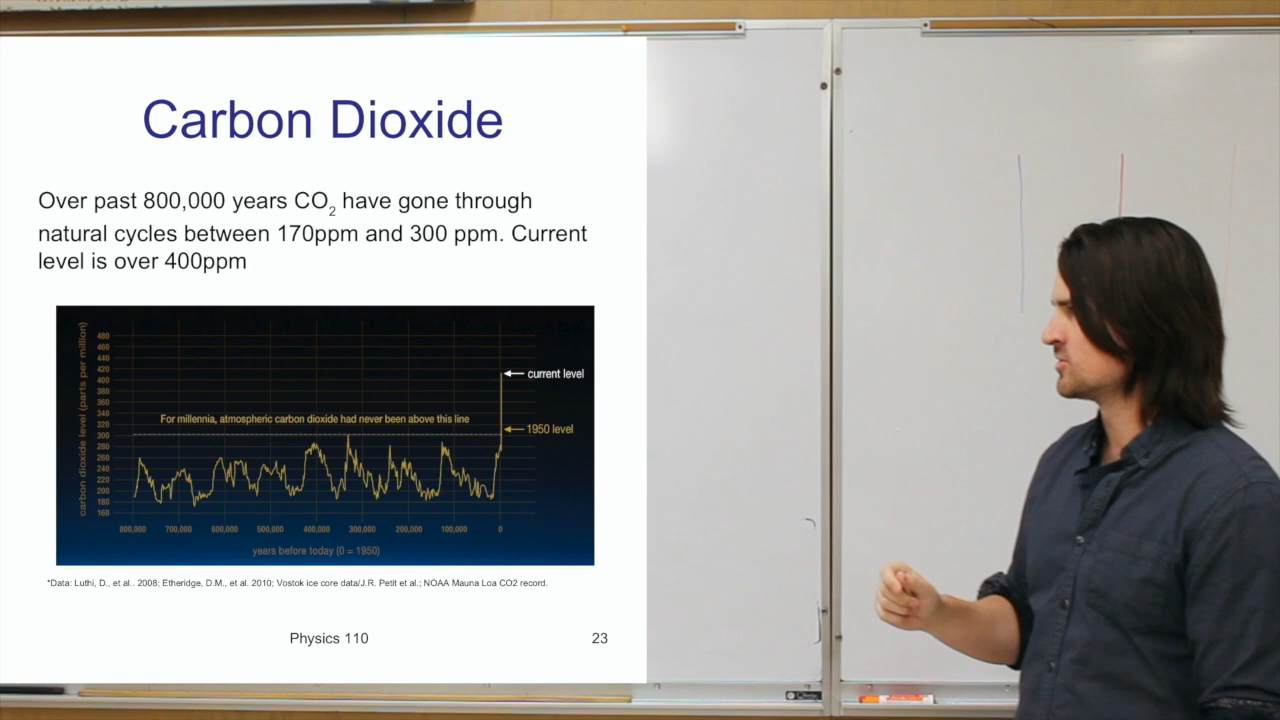 Carbon Dioxide
Over past 800,000 years CO2 have gone through
natural cycles between 170ppm and 300 ppm. Current
level is over 400ppm
carbon dioxide level (parts per million)
480
460
440
420
400
380
360
340
320
300
280
260
240
220
200
180
160
current level
For millennia, atmospheric carbon dioxide had never been above this line
1950 level
800,000 700,000 600,000 500,000 400,000 300,000 200,000 100,000 0
years before today (0 = 1950)
*Data: Luthi, D., et al.. 2008; Etheridge, D.M., et al. 2010; Vostok ice core data/J.R. Petit et al.; NOAA Mauna Loa CO2 record.
Physics 110
23